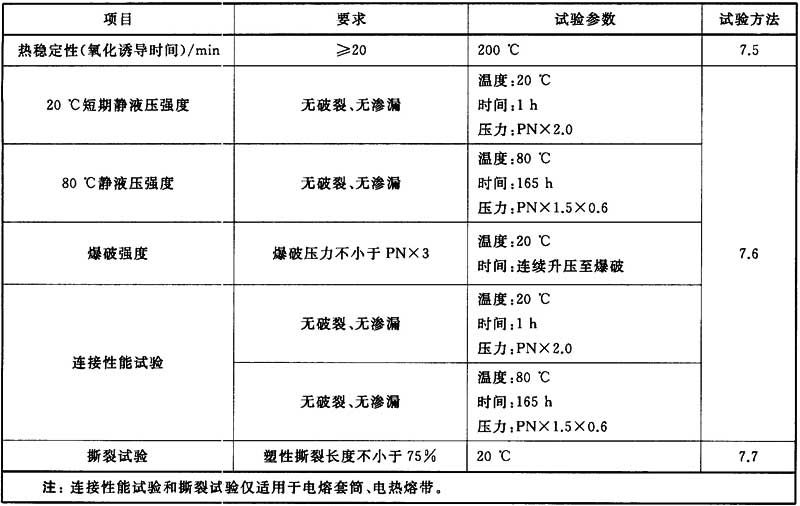 项目 要求 试验参数 试验方法
热稳定性(氧化诱导时间)/min ≥20 200 ℃ 7.5
20 ℃短期静液压强度 无破裂、无渗漏 温度:20 ℃
时间:1 h
压力:PN×2.0
80 ℃静液压强度 无破裂、无渗漏 温度:80 ℃
时间:165 h
压力:PN×1.5×0.6
爆破强度 爆破压力不小于 PN×3 温度:20 ℃
时间:连续升压至爆破
7.6
连接性能试验 无破裂、无渗漏 温度:20 ℃
时间:1 h
压力:PN×2.0
无破裂、无渗漏 温度:80 ℃
时间:165 h
压力:PN×1.5×0.6
撕裂试验 塑性撕裂长度不小于 75% 20 ℃ 7.7
注: 连接性能试验和撕裂试验仅适用于电熔套筒、电热熔带。